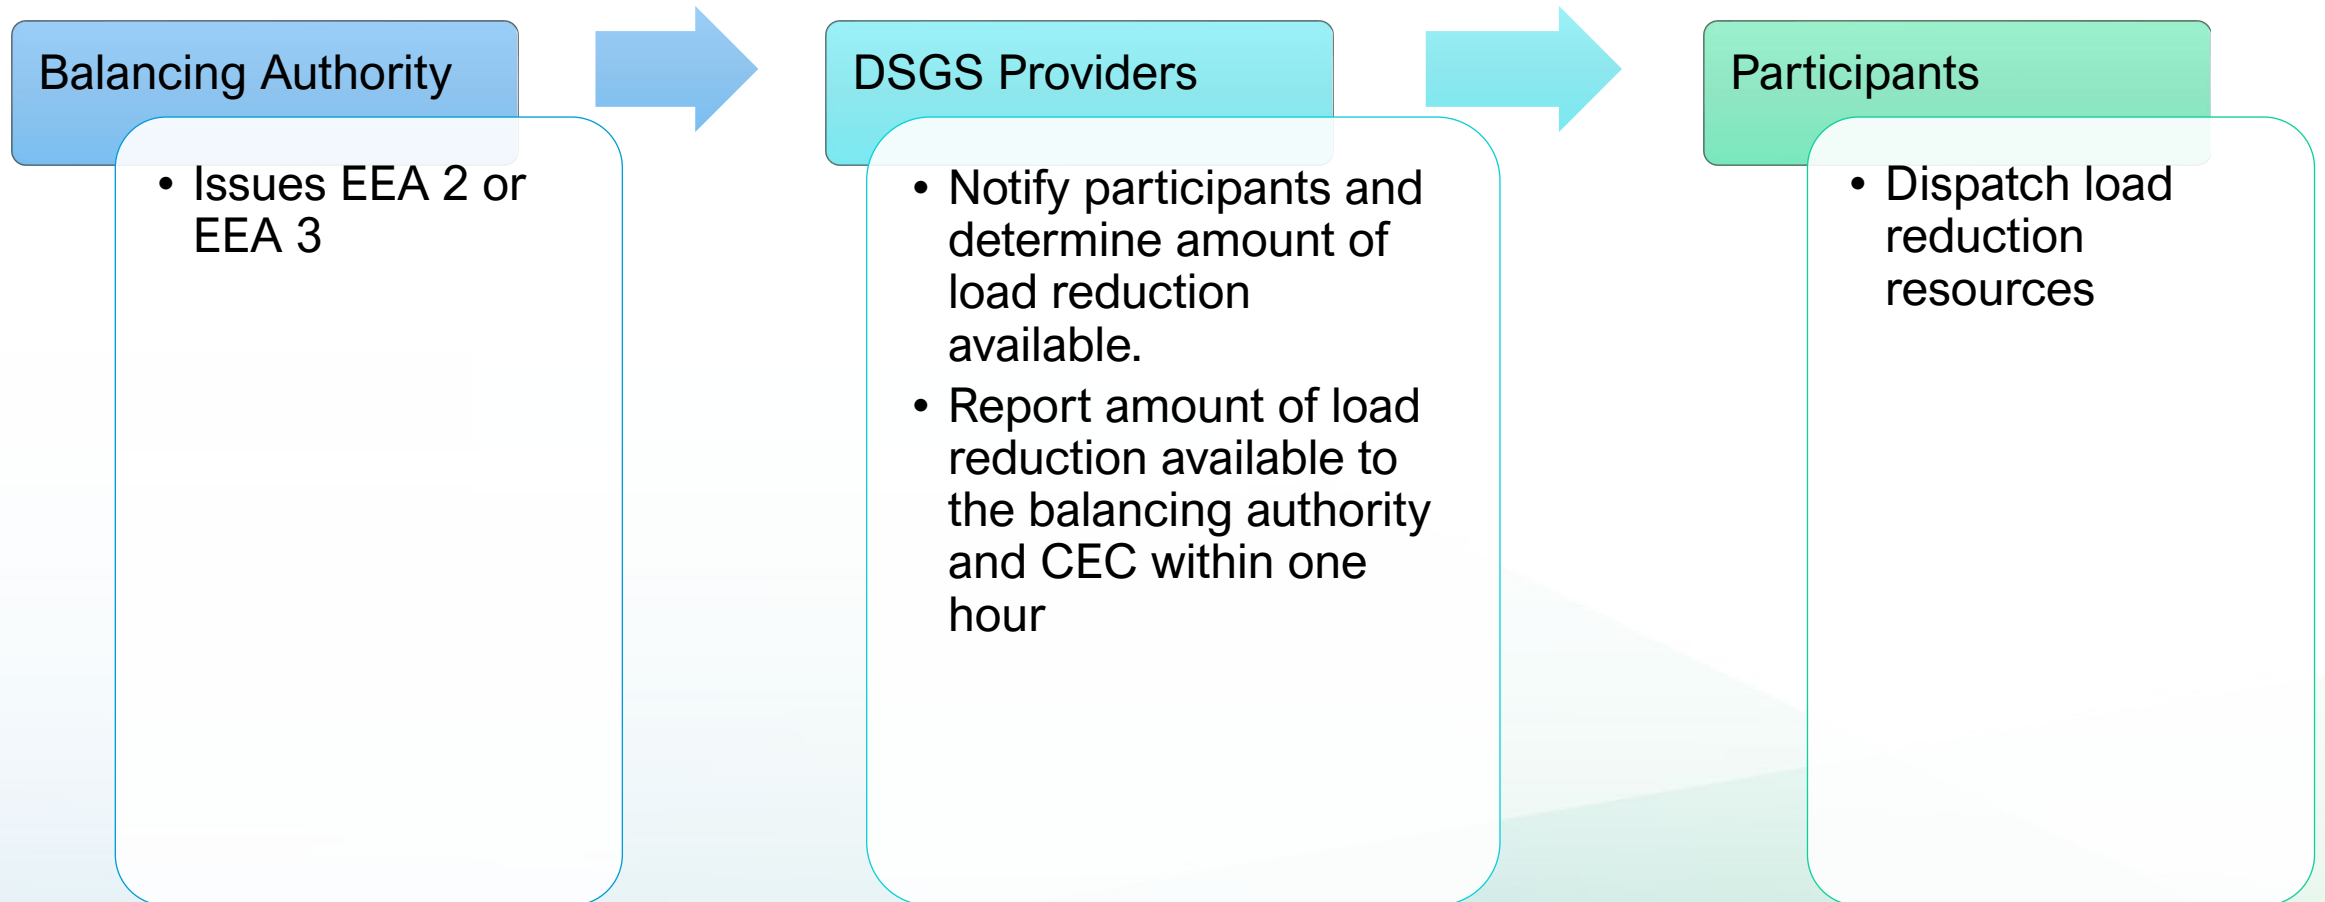 Balancing Authority
• Issues EEA 2 or
EEA 3
DSGS Providers
• Notify participants and
determine amount of
load reduction
available.
• Report amount of load
reduction available to
the balancing authority
and CEC within one
hour
Participants
• Dispatch load
reduction
resources